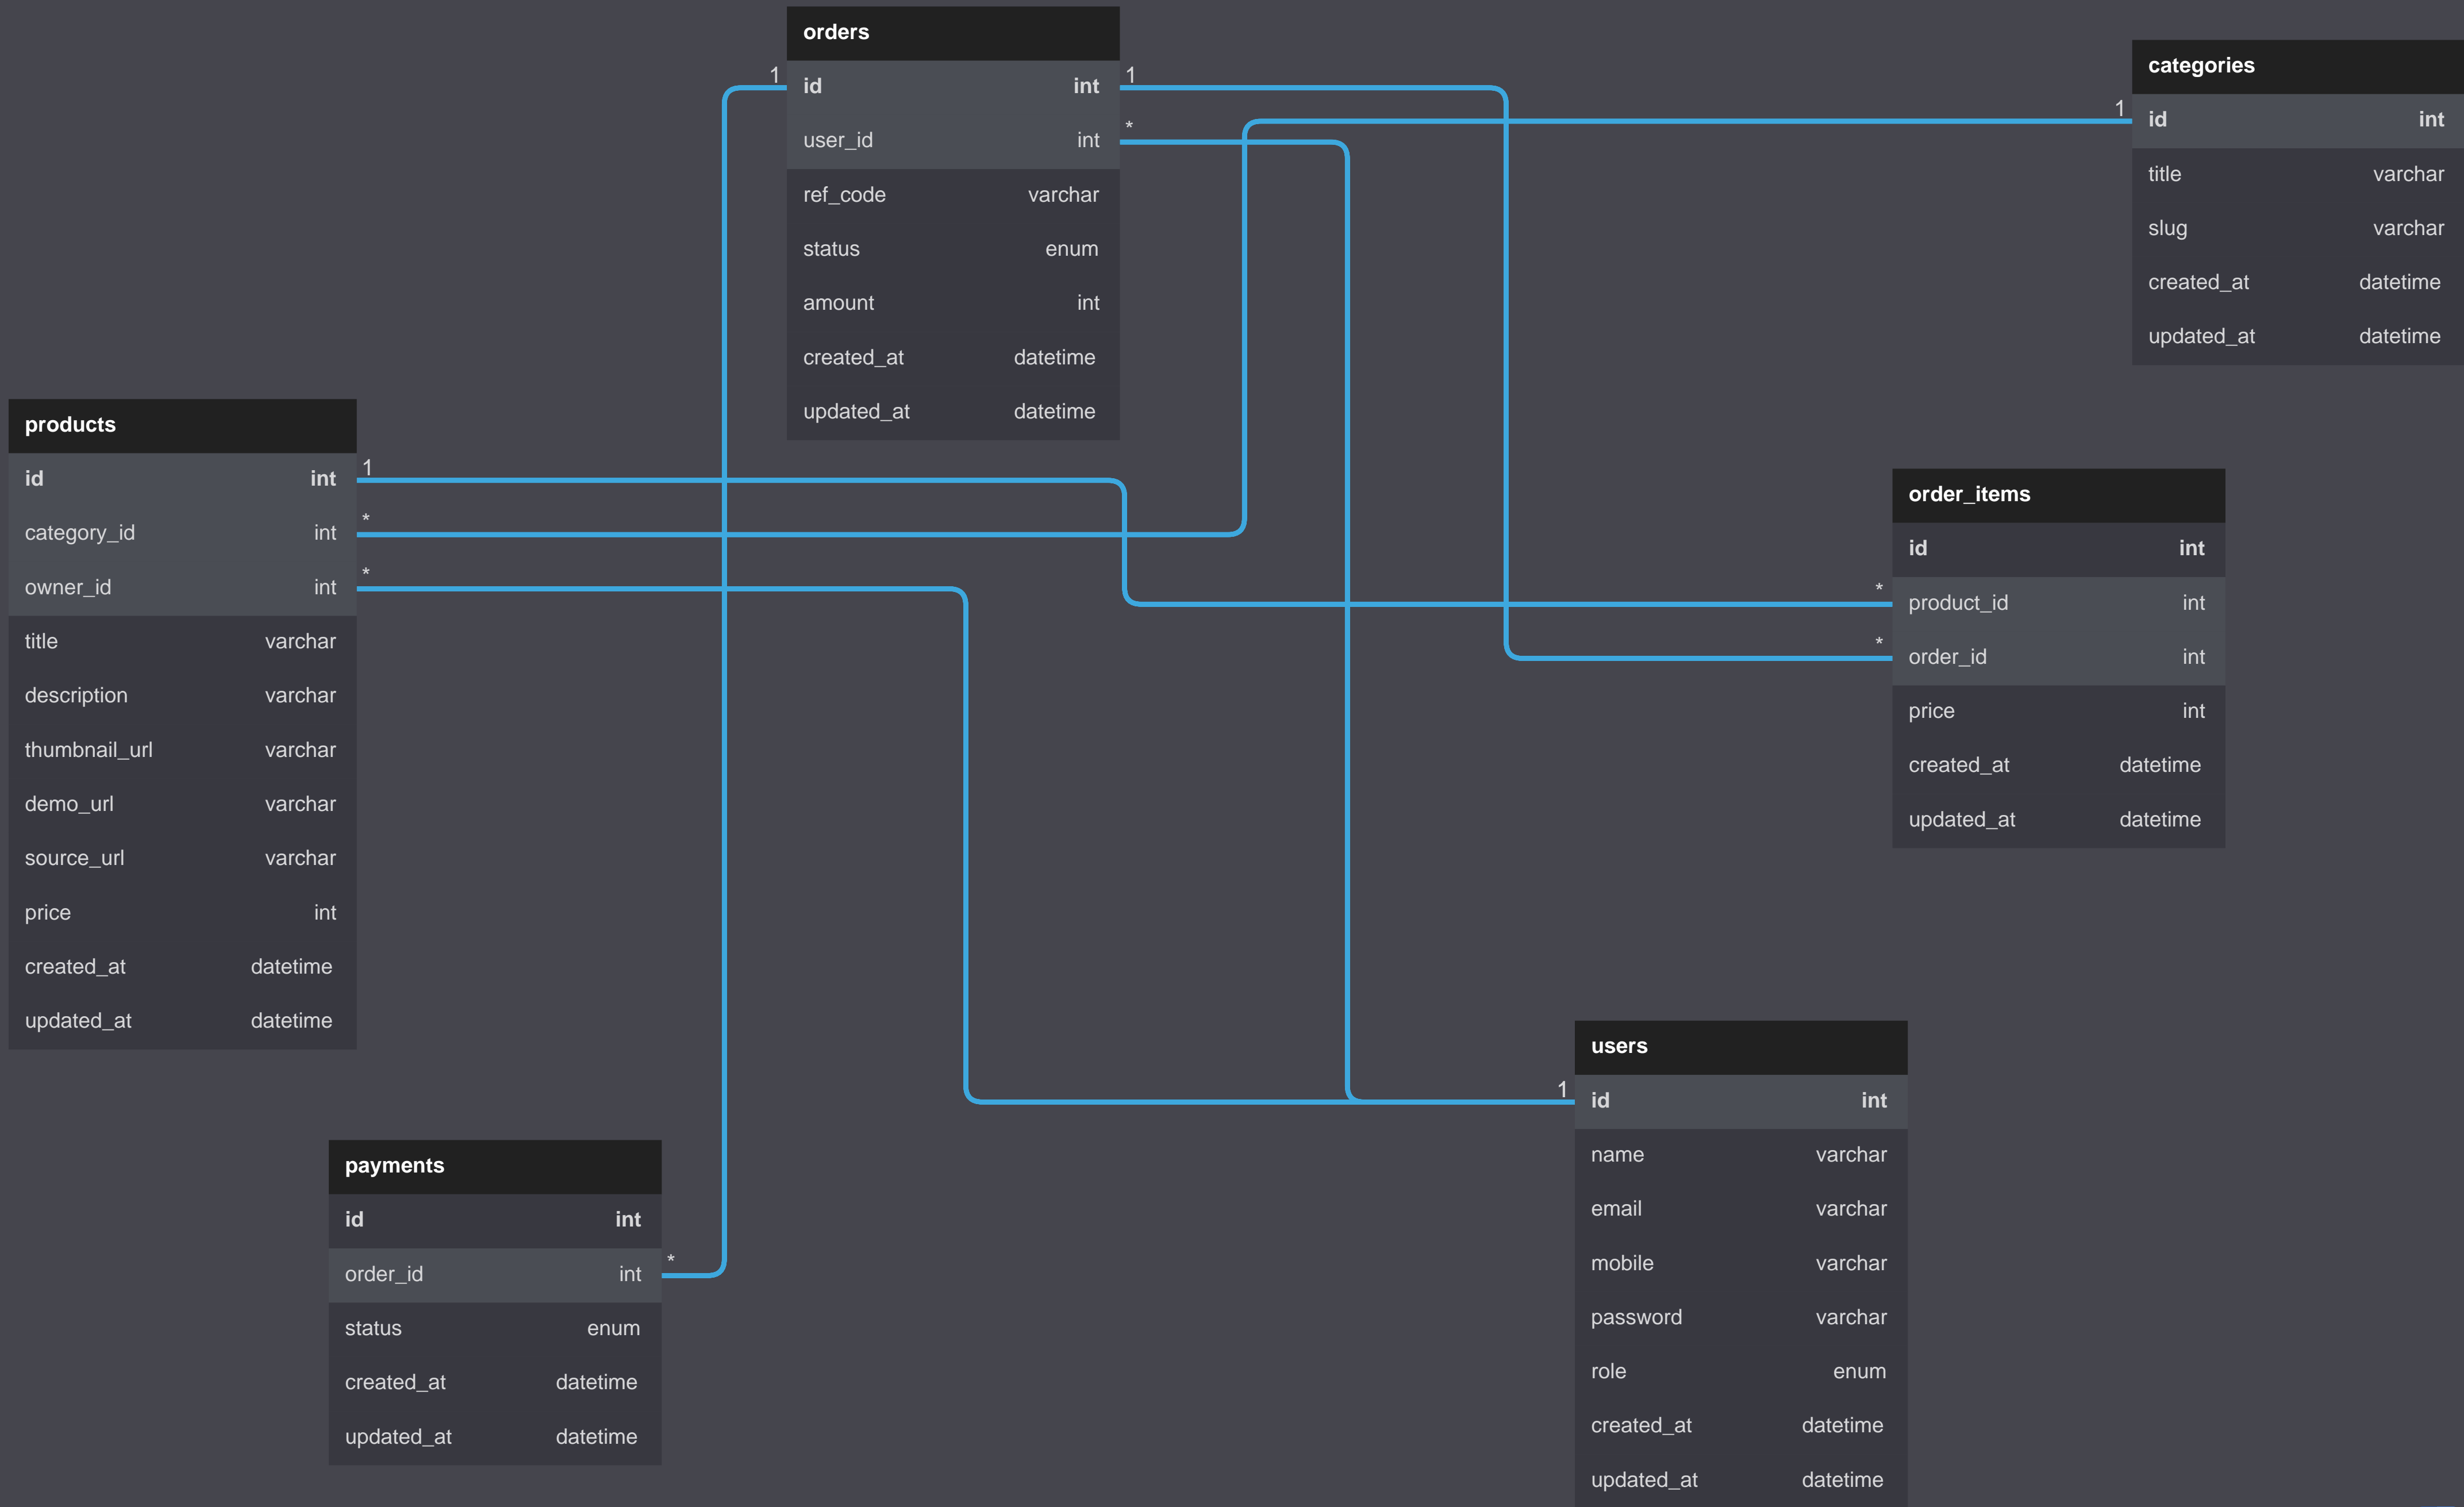 orders
1 id int 1
user_id int *
ref_code varchar
status enum
amount int
created_at datetime
updated_at datetime
categories
1 id int
title varchar
slug varchar
created_at datetime
updated_at datetime
products
id int 1
category_id int *
owner_id int *
title varchar
description varchar
thumbnail_url varchar
demo_url varchar
source_url varchar
price int
created_at datetime
updated_at datetime
order_items
id int
* product_id int
* order_id int
price int
created_at datetime
updated_at datetime
payments
id int
order_id int *
status enum
created_at datetime
updated_at datetime
users
1 id int
name varchar
email varchar
mobile varchar
password varchar
role enum
created_at datetime
updated_at datetime